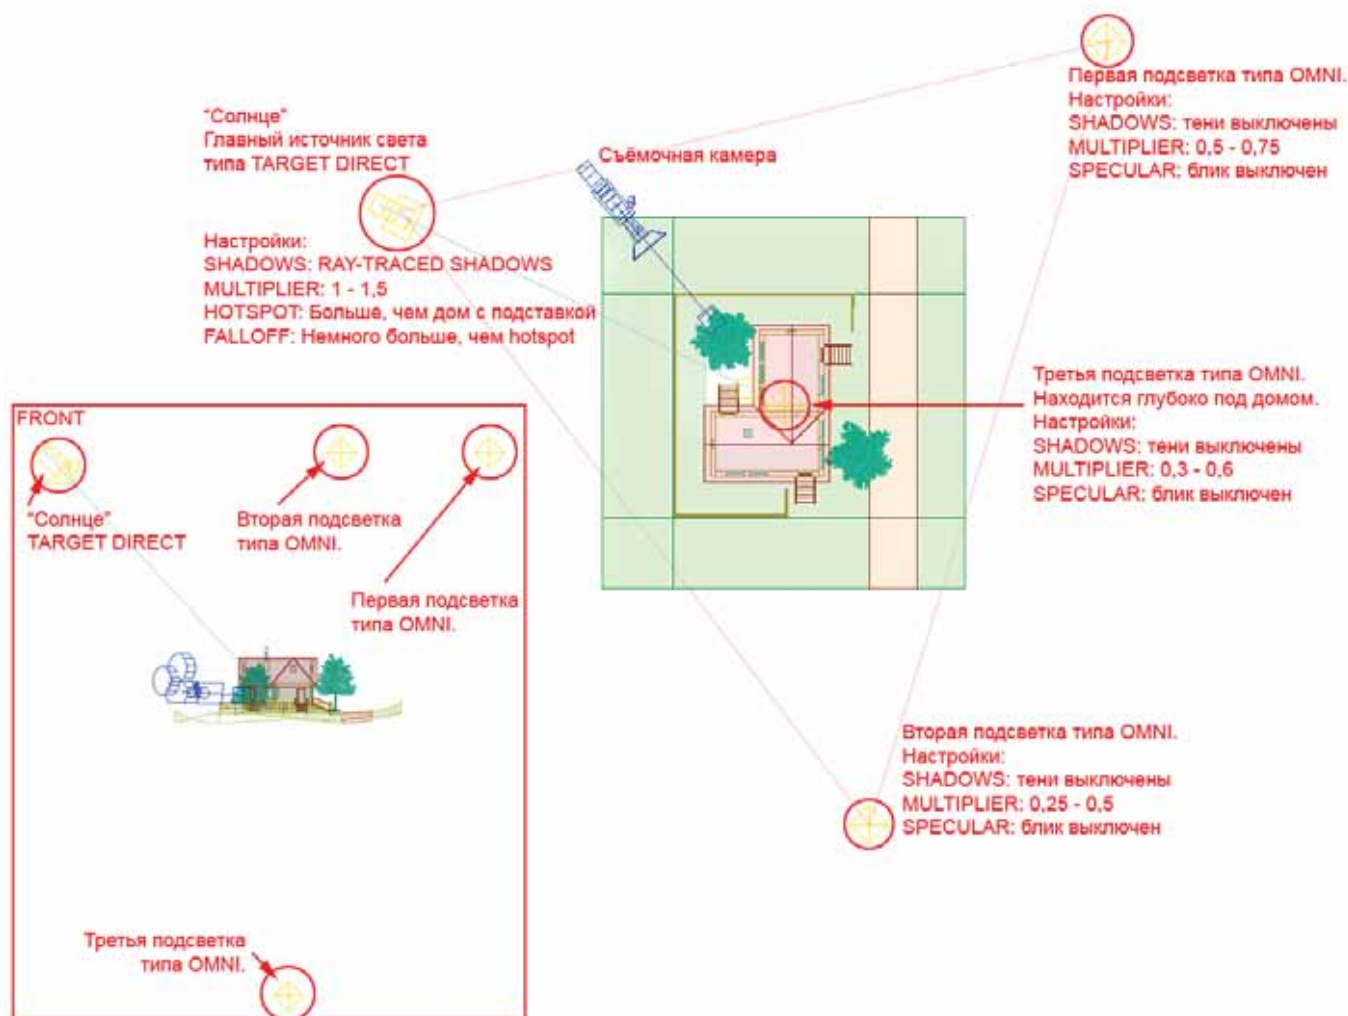 Первая подсветка типа OMNI.
Настройки:
SHADOWS: тени выключены
MULTIPLIER: 0,5 - 0,75
SPECULAR: блик выключен
"Солнце"
Главный источник света
типа TARGET DIRECT
Съёмочная камера
Настройки:
SHADOWS: RAY-TRACED SHADOWS
MULTIPLIER: 1 - 1,5
HOTSPOT: Больше, чем дом с подставкой
FALLOFF: Немного больше, чем hotspot
Третья подсветка типа OMNI.
Находится глубоко под домом.
Настройки:
SHADOWS: тени выключены
MULTIPLIER: 0,3 - 0,6
SPECULAR: блик выключен
FRONT
"Солнце"
TARGET DIRECT
Вторая подсветка
типа OMNI.
Первая подсветка
типа OMNI.
Вторая подсветка типа OMNI.
Настройки:
SHADOWS: тени выключены
MULTIPLIER: 0,25 - 0,5
SPECULAR: блик выключен
Третья подсветка
типа OMNI.